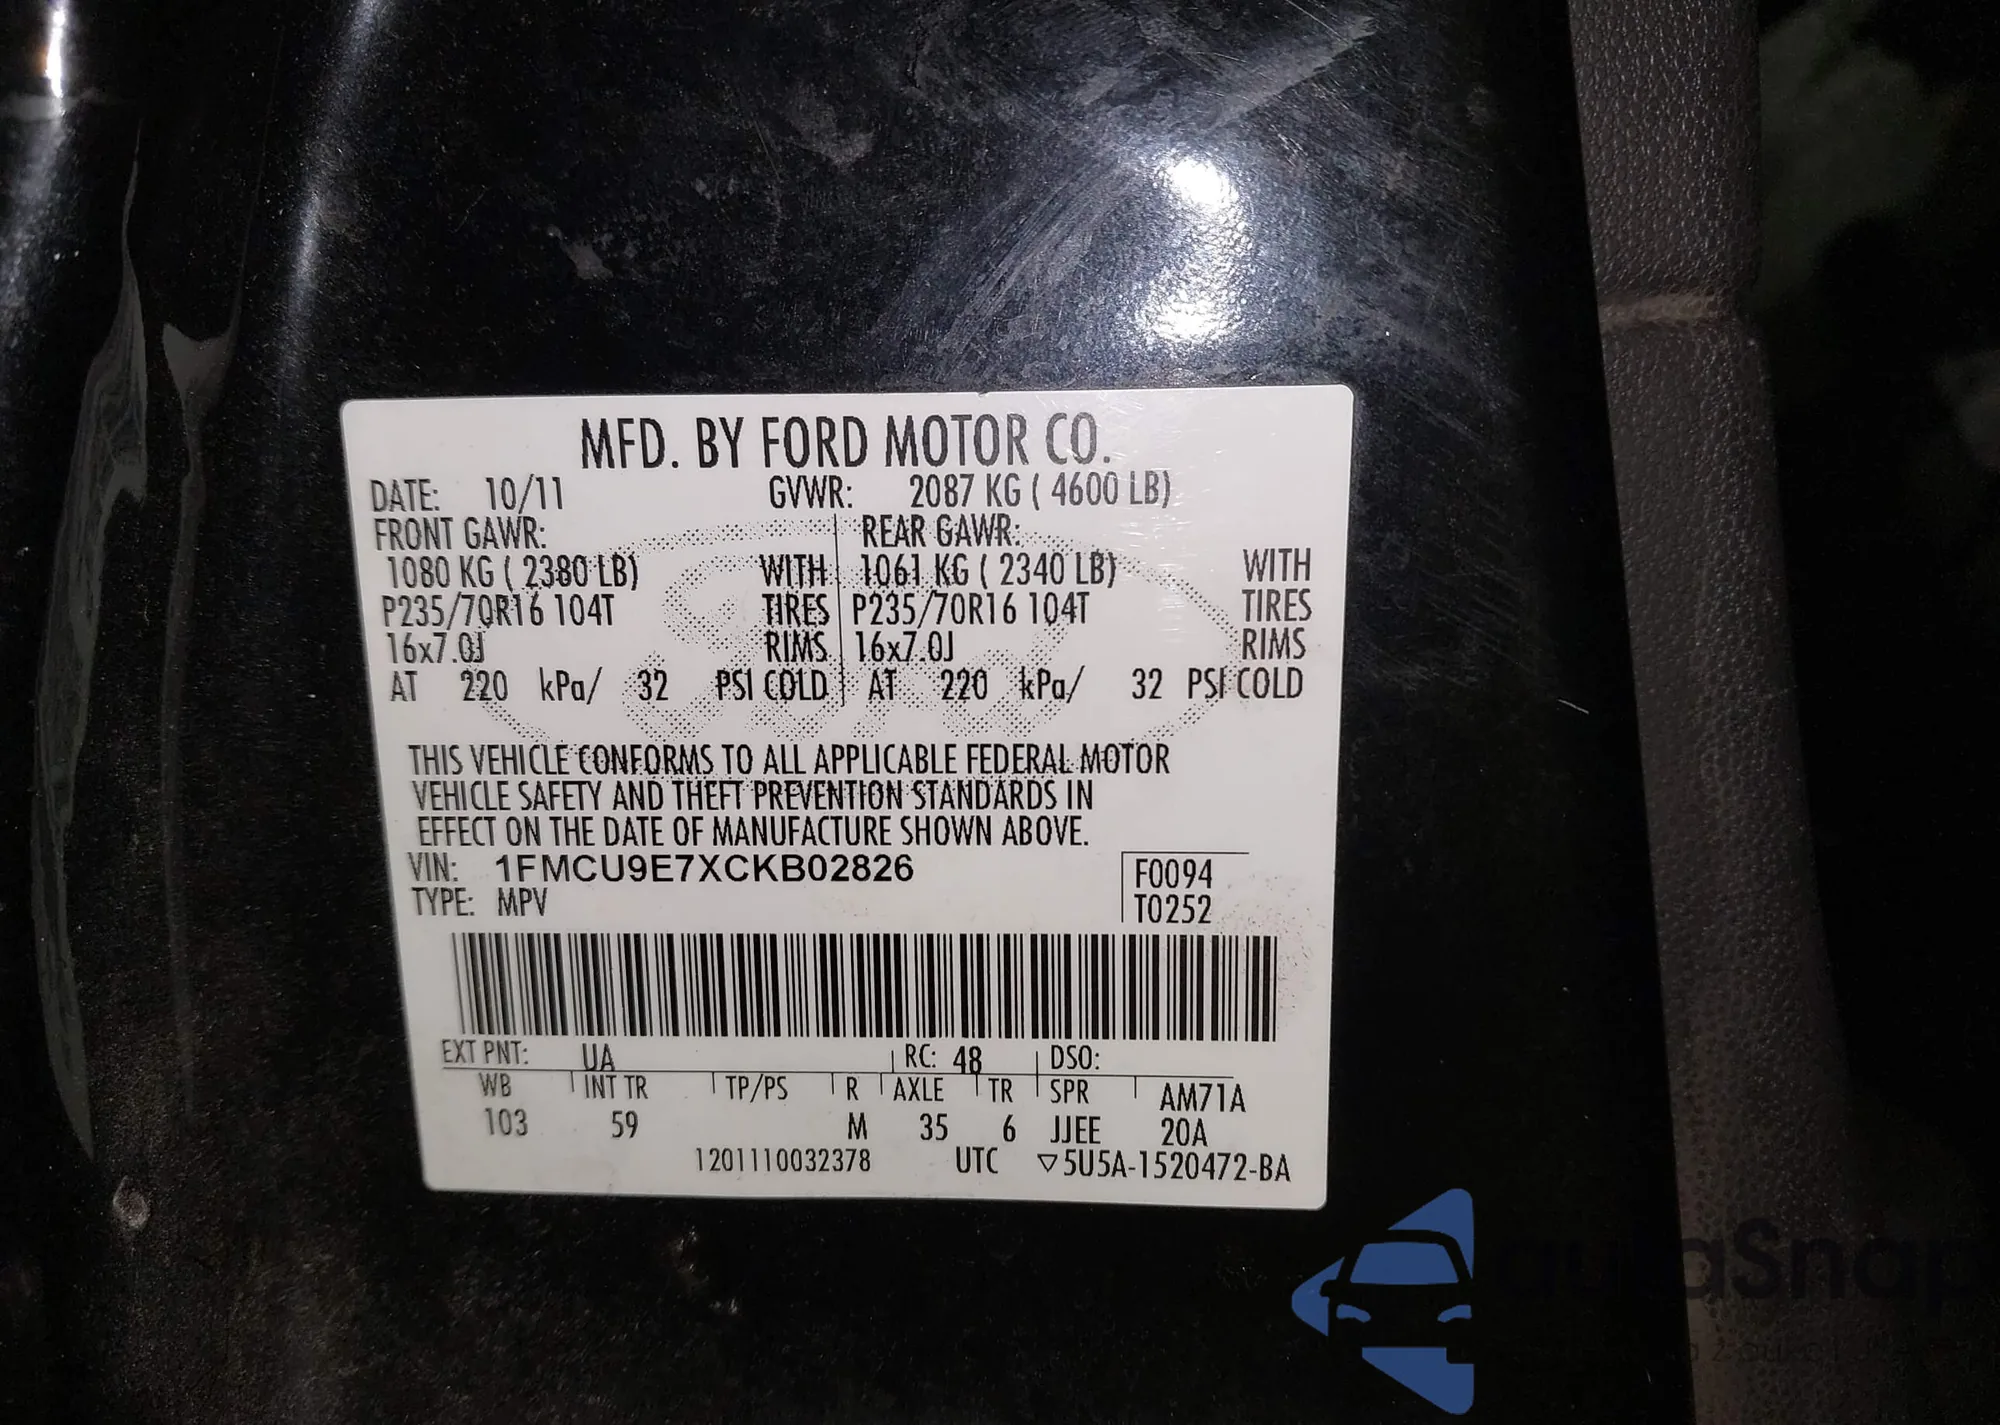 MFD. BY FORD MOTOR CO.
DATE: 10/11 GVWR: 2087 KG ( 4600 LB)
FRONT GAWR: REAR GAWR:
1080 KG ( 2380 LB) WITH 1061 KG ( 2340 LB) WITH
P235/70R16 104T TIRES P235/70R16 104T TIRES
16x7.0J RIMS 16x7.0J RIMS
AT 220 kPa/ 32 PSI COLD AT 220 kPa/ 32 PSI COLD
THIS VEHICLE CONFORMS TO ALL APPLICABLE FEDERAL MOTOR
VEHICLE SAFETY AND THEFT PREVENTION STANDARDS IN
EFFECT ON THE DATE OF MANUFACTURE SHOWN ABOVE.
VIN: 1FMCU9E7XCKB02826 F0094
TYPE: MPV T0252
EXT PNT: UA RC: 48 DSO:
WB INT TR TP/PS R AXLE TR SPR AM71A
103 59 M 35 6 JJEE 20A
1201110032378 UTC ▽5U5A-1520472-BA